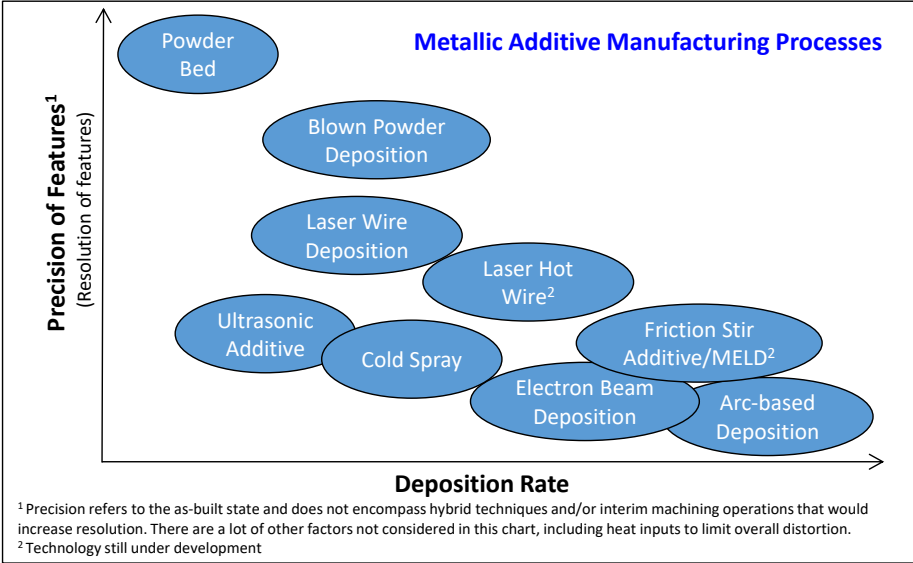 Metallic Additive Manufacturing Processes
Precision of Features¹
(Resolution of features)
Powder
Bed
Blown Powder
Deposition
Laser Wire
Deposition
Laser Hot
Wire²
Ultrasonic
Additive
Cold Spray
Friction Stir
Additive/MELD²
Electron Beam
Deposition
Arc-based
Deposition
Deposition Rate
¹ Precision refers to the as-built state and does not encompass hybrid techniques and/or interim machining operations that would
increase resolution. There are a lot of other factors not considered in this chart, including heat inputs to limit overall distortion.
² Technology still under development